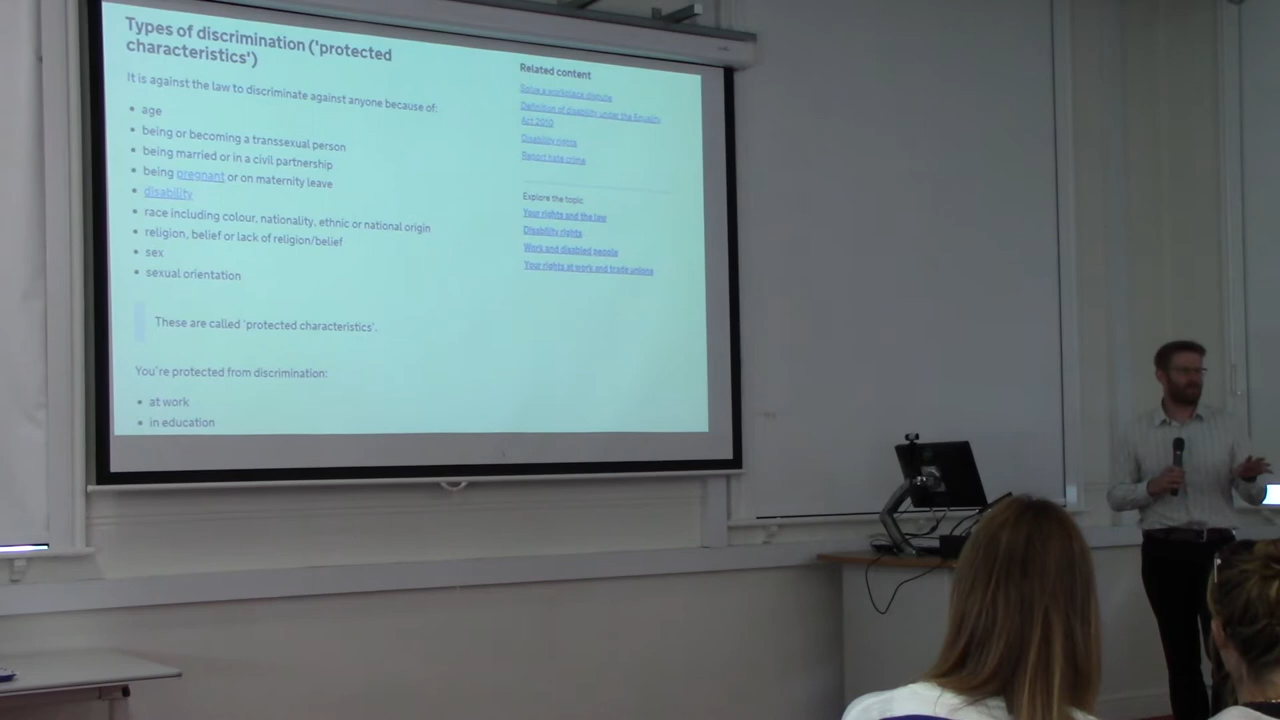 Types of discrimination ('protected
characteristics')
It is against the law to discriminate against anyone because of:
• age
• being or becoming a transsexual person
• being married or in a civil partnership
• being pregnant or on maternity leave
• disability
• race including colour, nationality, ethnic or national origin
• religion, belief or lack of religion/belief
• sex
• sexual orientation
These are called 'protected characteristics'.
You're protected from discrimination:
• at work
• in education
Related content
Solve a workplace dispute
Definition of disability under the Equality
Act 2010
Disability rights
Report hate crime
Explore the topic
Your rights and the law
Disability rights
Work and disabled people
Your rights at work and trade unions